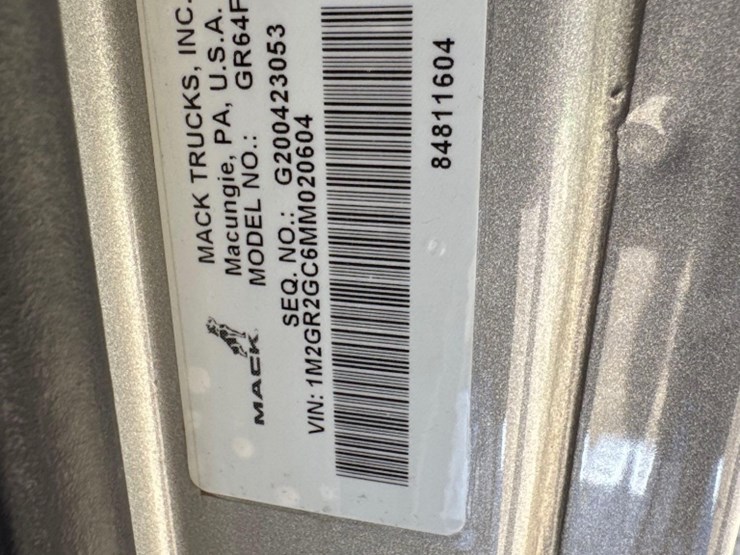 MACK TRUCKS, INC.
Macungie, PA, U.S.A.
MODEL NO.: GR64F
MACK
SEQ. NO.: G200423053
VIN: 1M2GR2GC6MM020604
84811604